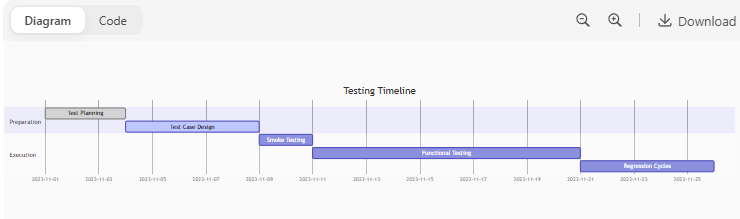 Diagram Code Download
Testing Timeline
Test Planning
Preparation
Test Case Design
Smoke Testing
Execution
Functional Testing
Regression Cycles
2023-11-01 2023-11-03 2023-11-05 2023-11-07 2023-11-09 2023-11-11 2023-11-13 2023-11-15 2023-11-17 2023-11-19 2023-11-21 2023-11-23 2023-11-25